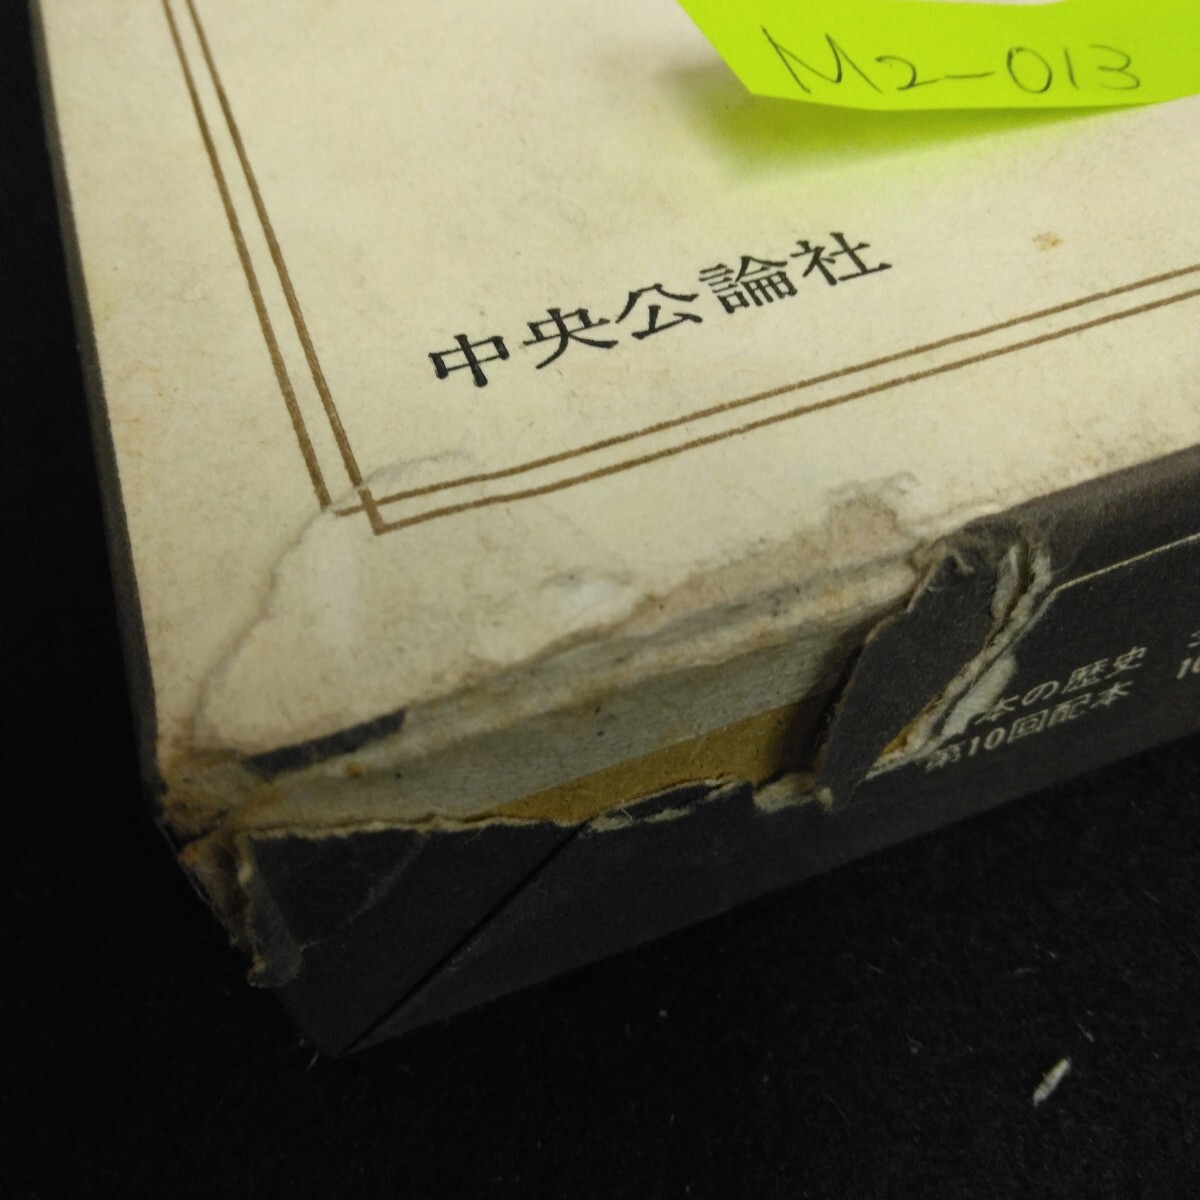 M2-013
中央公論社
本の歴史
第10回配本